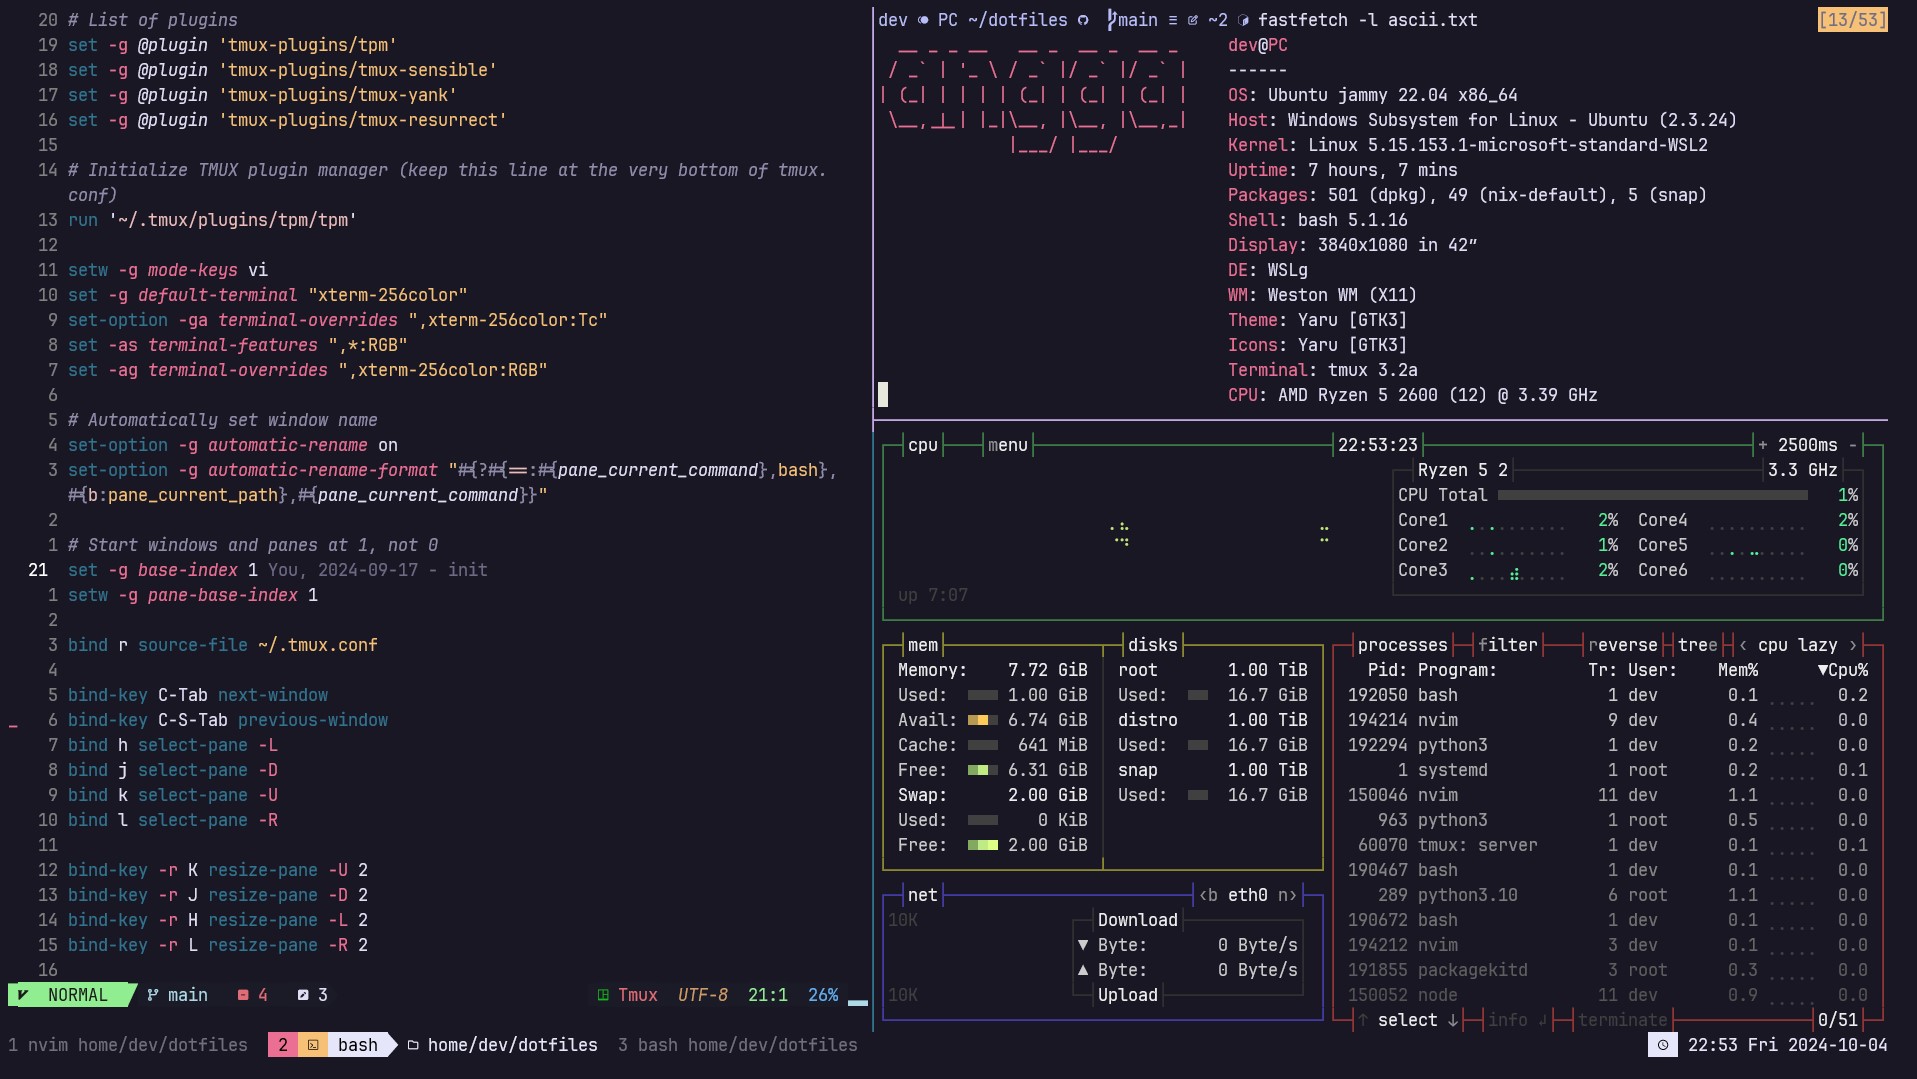 20 # List of plugins
19 set -g @plugin 'tmux-plugins/tpm'
18 set -g @plugin 'tmux-plugins/tmux-sensible'
17 set -g @plugin 'tmux-plugins/tmux-yank'
16 set -g @plugin 'tmux-plugins/tmux-resurrect'
15
14 # Initialize TMUX plugin manager (keep this line at the very bottom of tmux.
conf)
13 run '~/.tmux/plugins/tpm/tpm'
12
11 setw -g mode-keys vi
10 set -g default-terminal "xterm-256color"
9 set-option -ga terminal-overrides ",xterm-256color:Tc"
8 set -as terminal-features ",*:RGB"
7 set -ag terminal-overrides ",xterm-256color:RGB"
6
5 # Automatically set window name
4 set-option -g automatic-rename on
3 set-option -g automatic-rename-format "#{?#{==:#{pane_current_command},bash},
#{b:pane_current_path},#{pane_current_command}}"
2
1 # Start windows and panes at 1, not 0
21 set -g base-index 1 You, 2024-09-17 - init
1 setw -g pane-base-index 1
2
3 bind r source-file ~/.tmux.conf
4
5 bind-key C-Tab next-window
6 bind-key C-S-Tab previous-window
7 bind h select-pane -L
8 bind j select-pane -D
9 bind k select-pane -U
10 bind l select-pane -R
11
12 bind-key -r K resize-pane -U 2
13 bind-key -r J resize-pane -D 2
14 bind-key -r H resize-pane -L 2
15 bind-key -r L resize-pane -R 2
16
NORMAL main 4 3 Tmux UTF-8 21:1 26%
dev PC ~/dotfiles main ~2 fastfetch -l ascii.txt [13/53]
dev@PC
------
OS: Ubuntu jammy 22.04 x86_64
Host: Windows Subsystem for Linux - Ubuntu (2.3.24)
Kernel: Linux 5.15.153.1-microsoft-standard-WSL2
Uptime: 7 hours, 7 mins
Packages: 501 (dpkg), 49 (nix-default), 5 (snap)
Shell: bash 5.1.16
Display: 3840x1080 in 42″
DE: WSLg
WM: Weston WM (X11)
Theme: Yaru [GTK3]
Icons: Yaru [GTK3]
Terminal: tmux 3.2a
CPU: AMD Ryzen 5 2600 (12) @ 3.39 GHz
cpu menu 22:53:23 + 2500ms -
Ryzen 5 2 3.3 GHz
CPU Total 1%
Core1 2% Core4 2%
Core2 1% Core5 0%
Core3 2% Core6 0%
up 7:07
mem
Memory: 7.72 GiB
Used: 1.00 GiB
Avail: 6.74 GiB
Cache: 641 MiB
Free: 6.31 GiB
Swap: 2.00 GiB
Used: 0 KiB
Free: 2.00 GiB
disks
root 1.00 TiB
Used: 16.7 GiB
distro 1.00 TiB
Used: 16.7 GiB
snap 1.00 TiB
Used: 16.7 GiB
net ‹b eth0 n›
10K
Download
▼ Byte: 0 Byte/s
▲ Byte: 0 Byte/s
10K
Upload
processes filter reverse tree ‹ cpu lazy ›
Pid: Program: Tr: User: Mem% ▼Cpu%
192050 bash 1 dev 0.1 0.2
194214 nvim 9 dev 0.4 0.0
192294 python3 1 dev 0.2 0.0
1 systemd 1 root 0.2 0.1
150046 nvim 11 dev 1.1 0.0
963 python3 1 root 0.5 0.0
60070 tmux: server 1 dev 0.1 0.1
190467 bash 1 dev 0.1 0.0
289 python3.10 6 root 1.1 0.0
190672 bash 1 dev 0.1 0.0
194212 nvim 3 dev 0.1 0.0
191855 packagekitd 3 root 0.3 0.0
150052 node 11 dev 0.9 0.0
↑ select ↓ info ↲ terminate 0/51
1 nvim home/dev/dotfiles 2 bash home/dev/dotfiles 3 bash home/dev/dotfiles 22:53 Fri 2024-10-04